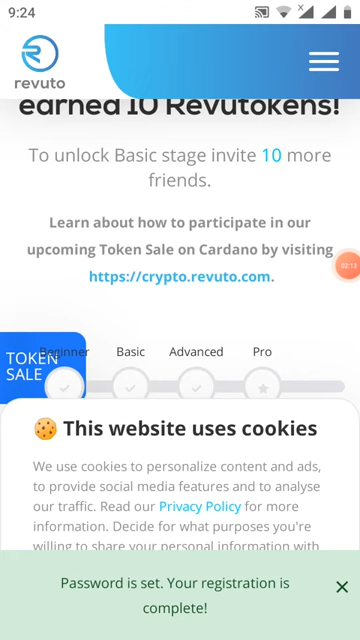 9:24
revuto
earned 10 Revutokens!
To unlock Basic stage invite 10 more
friends.
Learn about how to participate in our
upcoming Token Sale on Cardano by visiting
https://crypto.revuto.com.
02:13
TOKEN
SALE
Beginner Basic Advanced Pro
🍪 This website uses cookies
We use cookies to personalize content and ads,
to provide social media features and to analyse
our traffic. Read our Privacy Policy for more
information. Decide for what purposes you're
willing to share your personal information with
Password is set. Your registration is
complete!